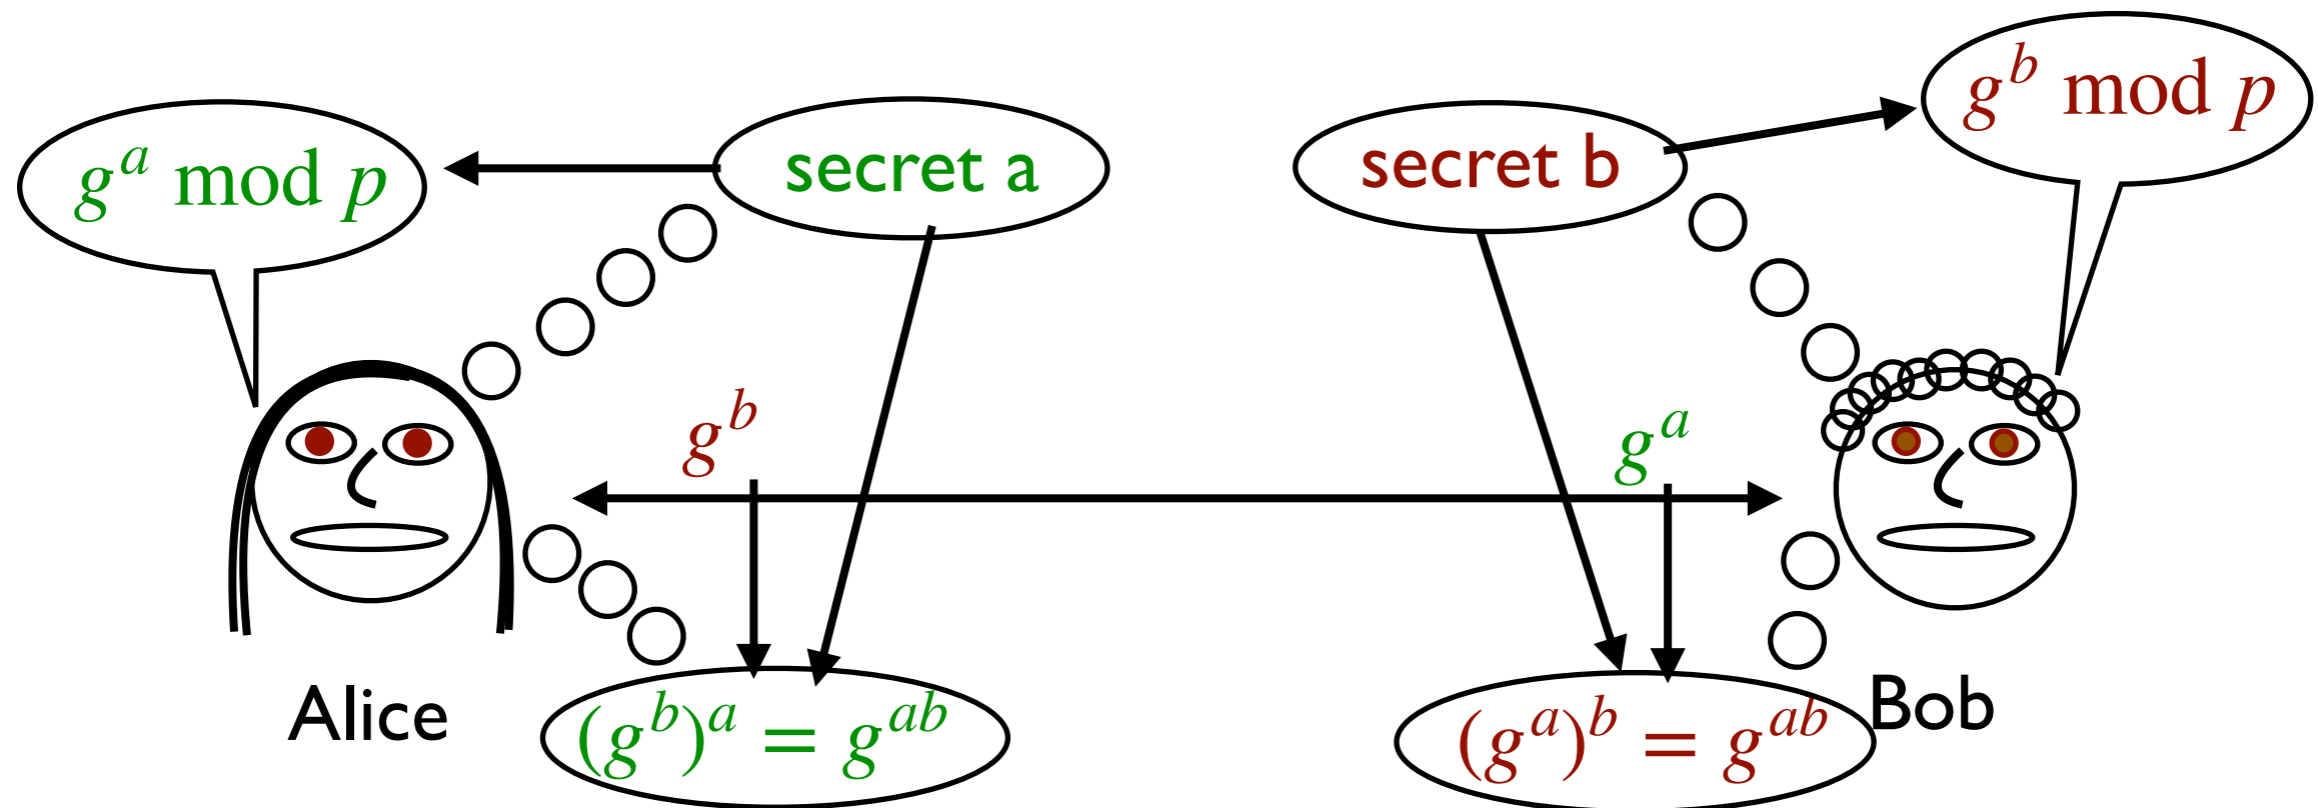 g^b mod p
g^a mod p
secret a
secret b
g^b
g^a
Alice
Bob
(g^b)^a = g^{ab}
(g^a)^b = g^{ab}